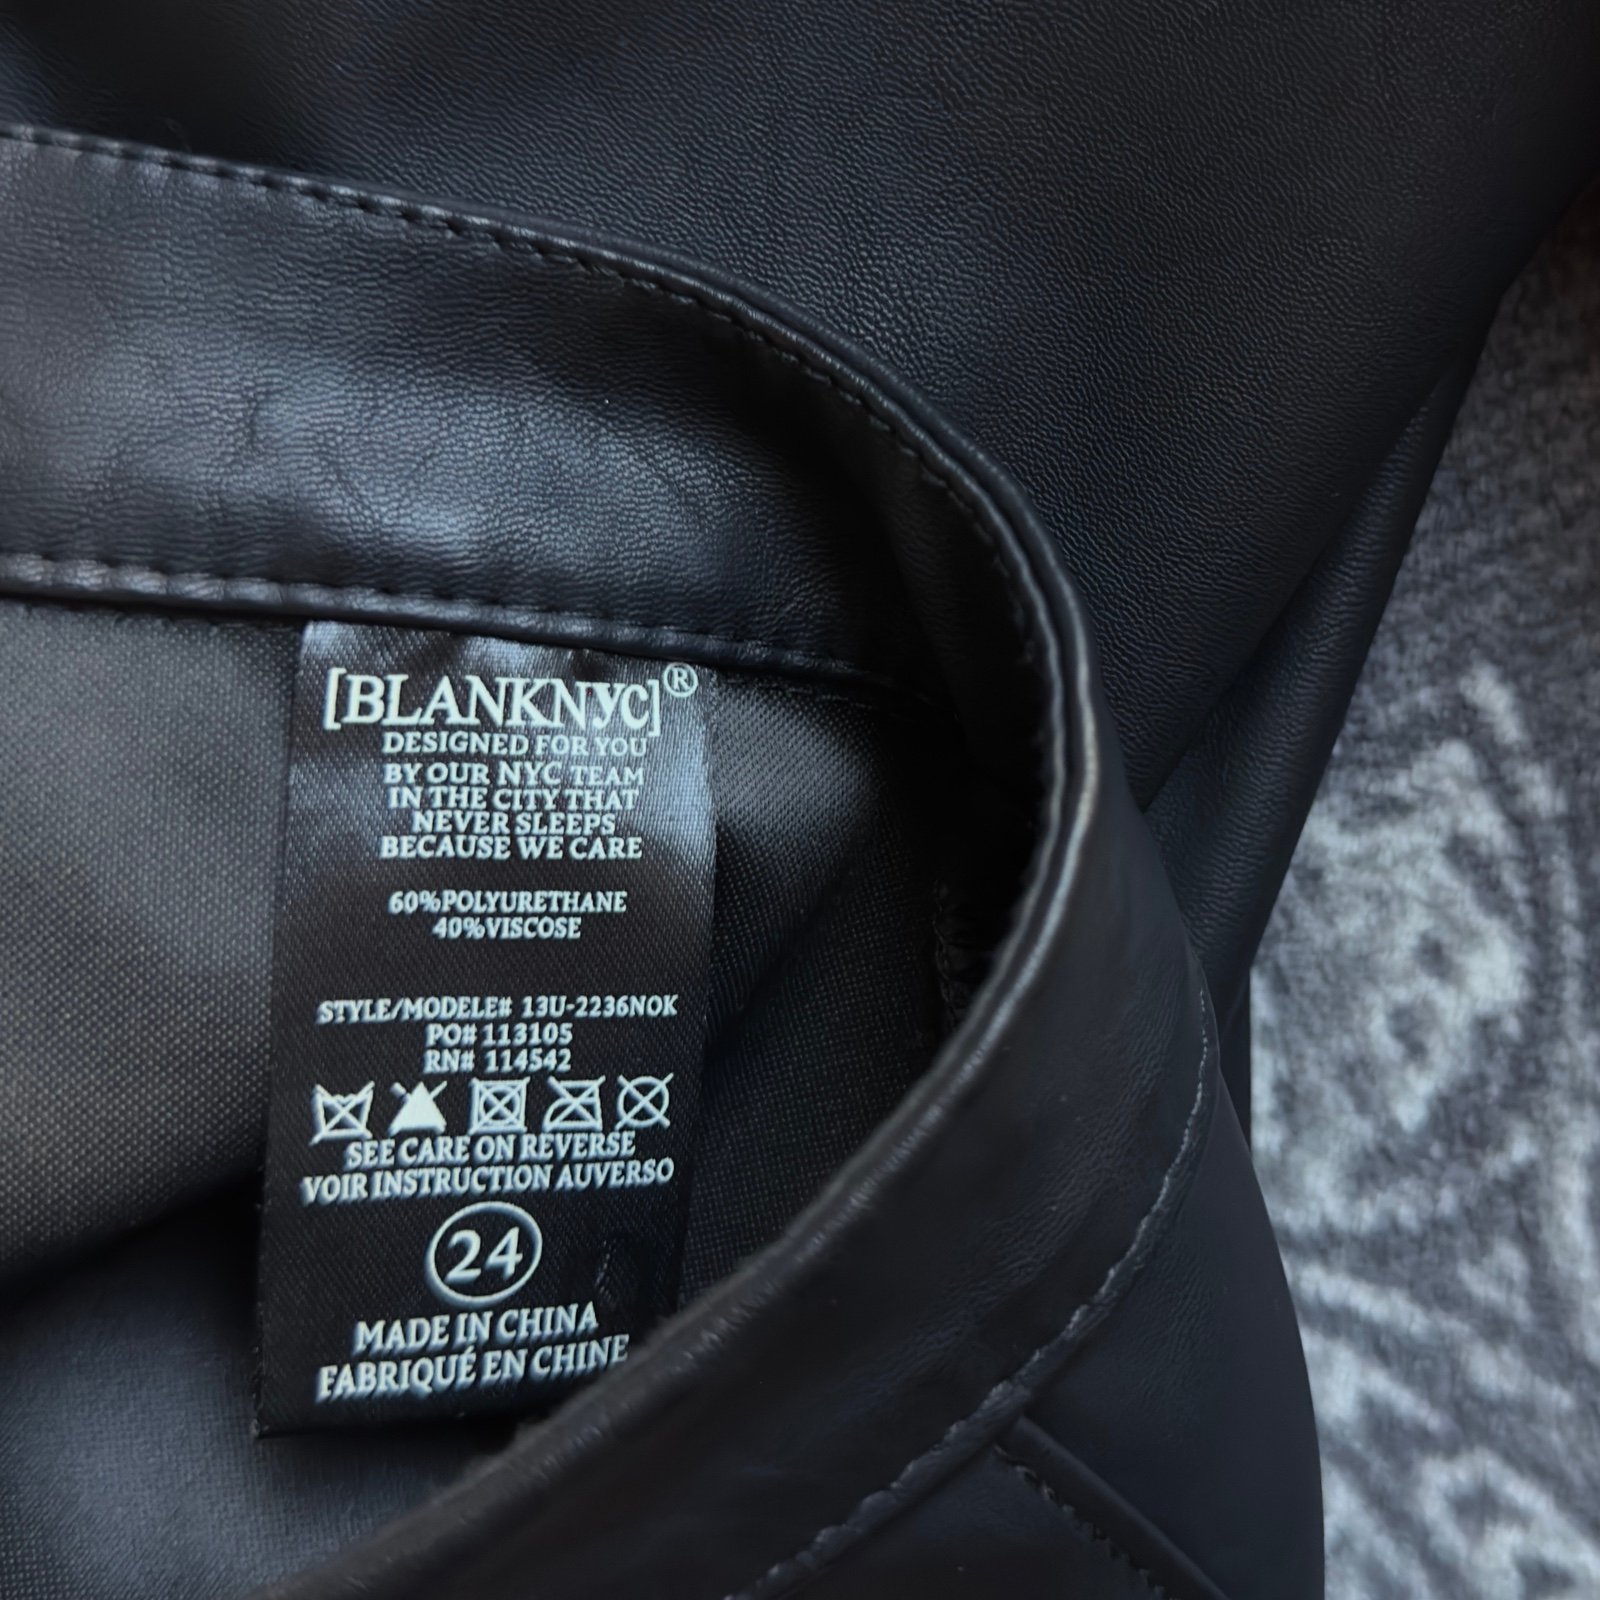 [BLANKNYC]®
DESIGNED FOR YOU
BY OUR NYC TEAM
IN THE CITY THAT
NEVER SLEEPS
BECAUSE WE CARE
60%POLYURETHANE
40%VISCOSE
STYLE/MODELE# 13U-2236NOK
PO# 113105
RN# 114542
SEE CARE ON REVERSE
VOIR INSTRUCTION AUVERSO
24
MADE IN CHINA
FABRIQUÉ EN CHINE